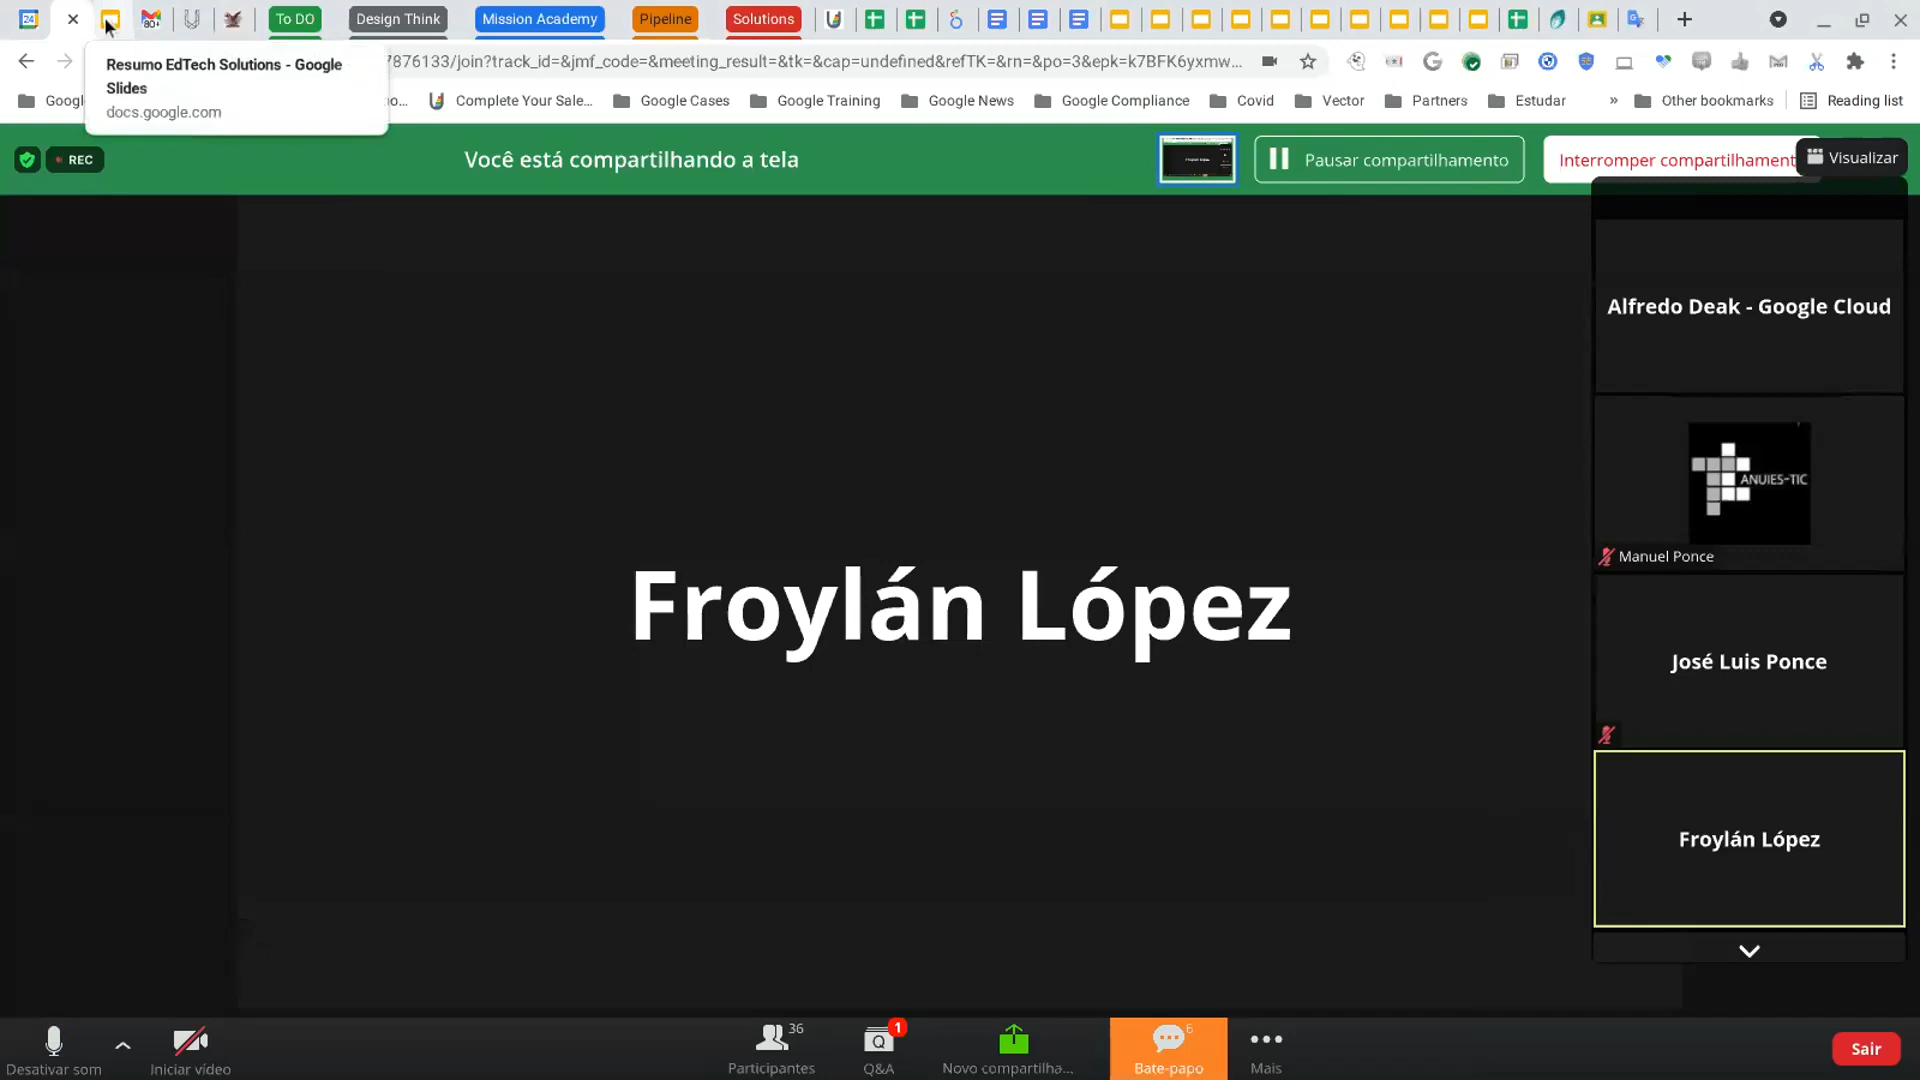 24
80+
To DO
Design Think
Mission Academy
Pipeline
Solutions
7876133/join?track_id=&jmf_code=&meeting_result=&tk=&cap=undefined&refTK=&rn=&po=3&epk=k7BFK6yxmw...
Resumo EdTech Solutions - Google
Slides
docs.google.com
Googl
o...
Complete Your Sale...
Google Cases
Google Training
Google News
Google Compliance
Covid
Vector
Partners
Estudar
»
Other bookmarks
Reading list
REC
Você está compartilhando a tela
Pausar compartilhamento
Interromper compartilhament
Visualizar
Alfredo Deak - Google Cloud
ANUIES-TIC
Manuel Ponce
José Luis Ponce
Froylán López
Froylán López
Desativar som
Iniciar vídeo
36
Participantes
1
Q&A
Novo compartilha...
6
Bate-papo
Mais
Sair